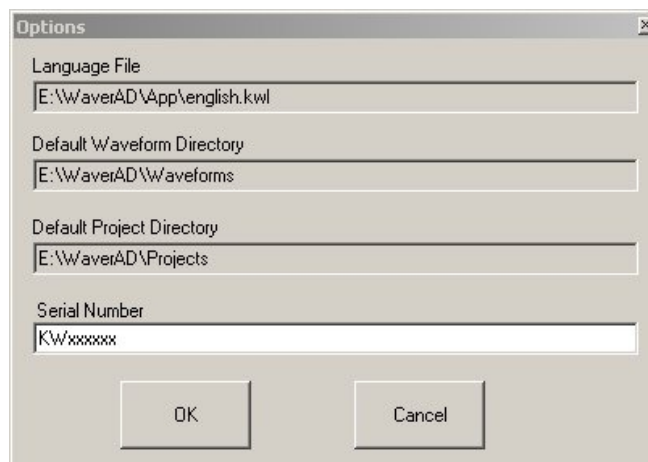 Options
Language File
E:\WaverAD\App\english.kwl
Default Waveform Directory
E:\WaverAD\Waveforms
Default Project Directory
E:\WaverAD\Projects
Serial Number
KWxxxxxx
OK
Cancel